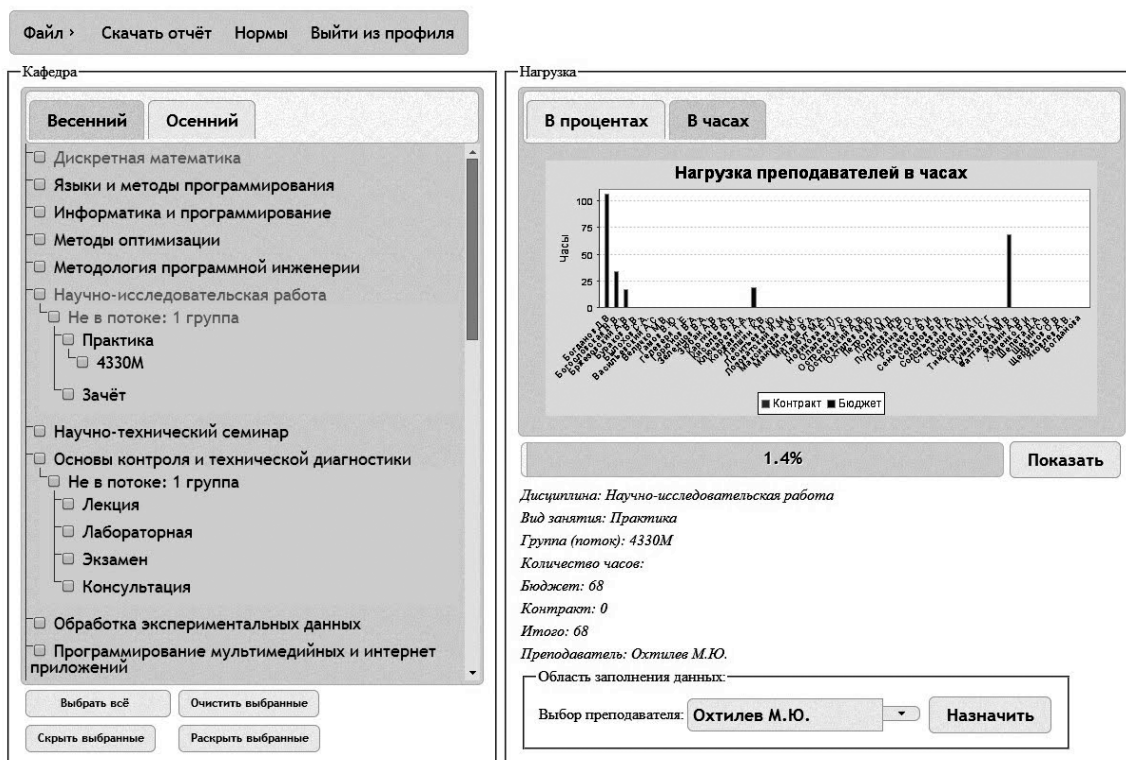 Файл › Скачать отчёт Нормы Выйти из профиля
Кафедра
Весенний Осенний
Дискретная математика
Языки и методы программирования
Информатика и программирование
Методы оптимизации
Методология программной инженерии
Научно-исследовательская работа
Не в потоке: 1 группа
Практика
4330М
Зачёт
Научно-технический семинар
Основы контроля и технической диагностики
Не в потоке: 1 группа
Лекция
Лабораторная
Экзамен
Консультация
Обработка экспериментальных данных
Программирование мультимедийных и интернет
приложений
Выбрать всё Очистить выбранные
Скрыть выбранные Раскрыть выбранные
Нагрузка
В процентах В часах
Нагрузка преподавателей в часах
Часы
100
75
50
25
0
Контракт Бюджет
1.4% Показать
Дисциплина: Научно-исследовательская работа
Вид занятия: Практика
Группа (поток): 4330М
Количество часов:
Бюджет: 68
Контракт: 0
Итого: 68
Преподаватель: Охтилев М.Ю.
Область заполнения данных:
Выбор преподавателя: Охтилев М.Ю. Назначить